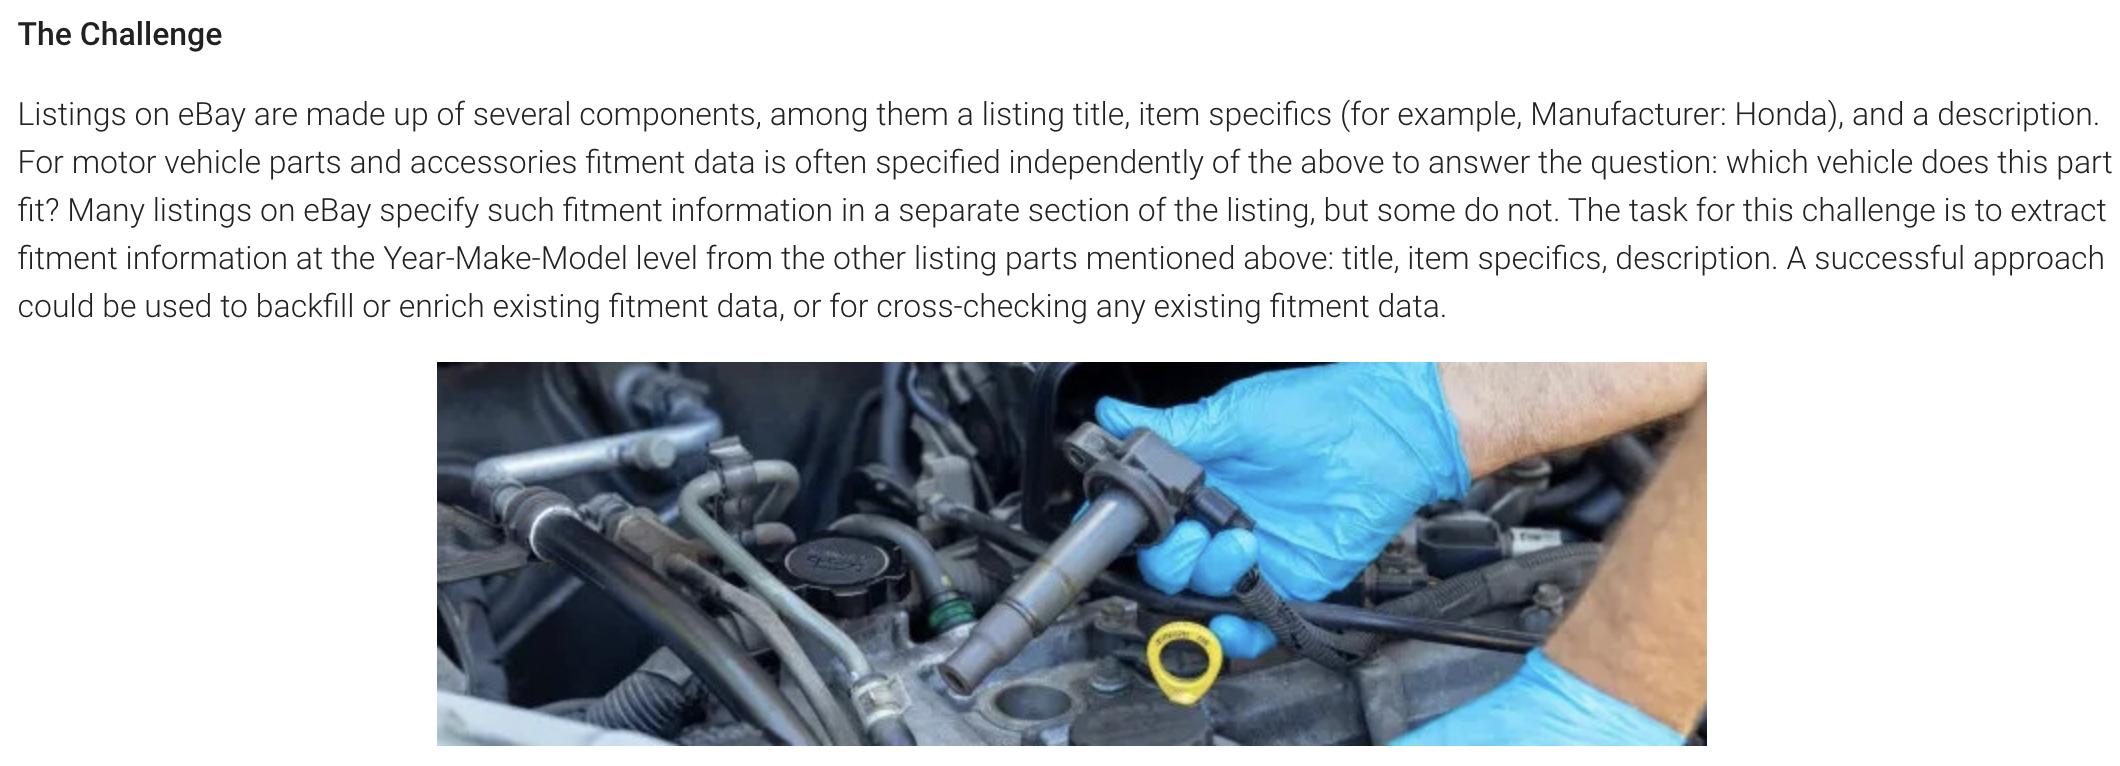 The Challenge
Listings on eBay are made up of several components, among them a listing title, item specifics (for example, Manufacturer: Honda), and a description.
For motor vehicle parts and accessories fitment data is often specified independently of the above to answer the question: which vehicle does this part
fit? Many listings on eBay specify such fitment information in a separate section of the listing, but some do not. The task for this challenge is to extract
fitment information at the Year-Make-Model level from the other listing parts mentioned above: title, item specifics, description. A successful approach
could be used to backfill or enrich existing fitment data, or for cross-checking any existing fitment data.